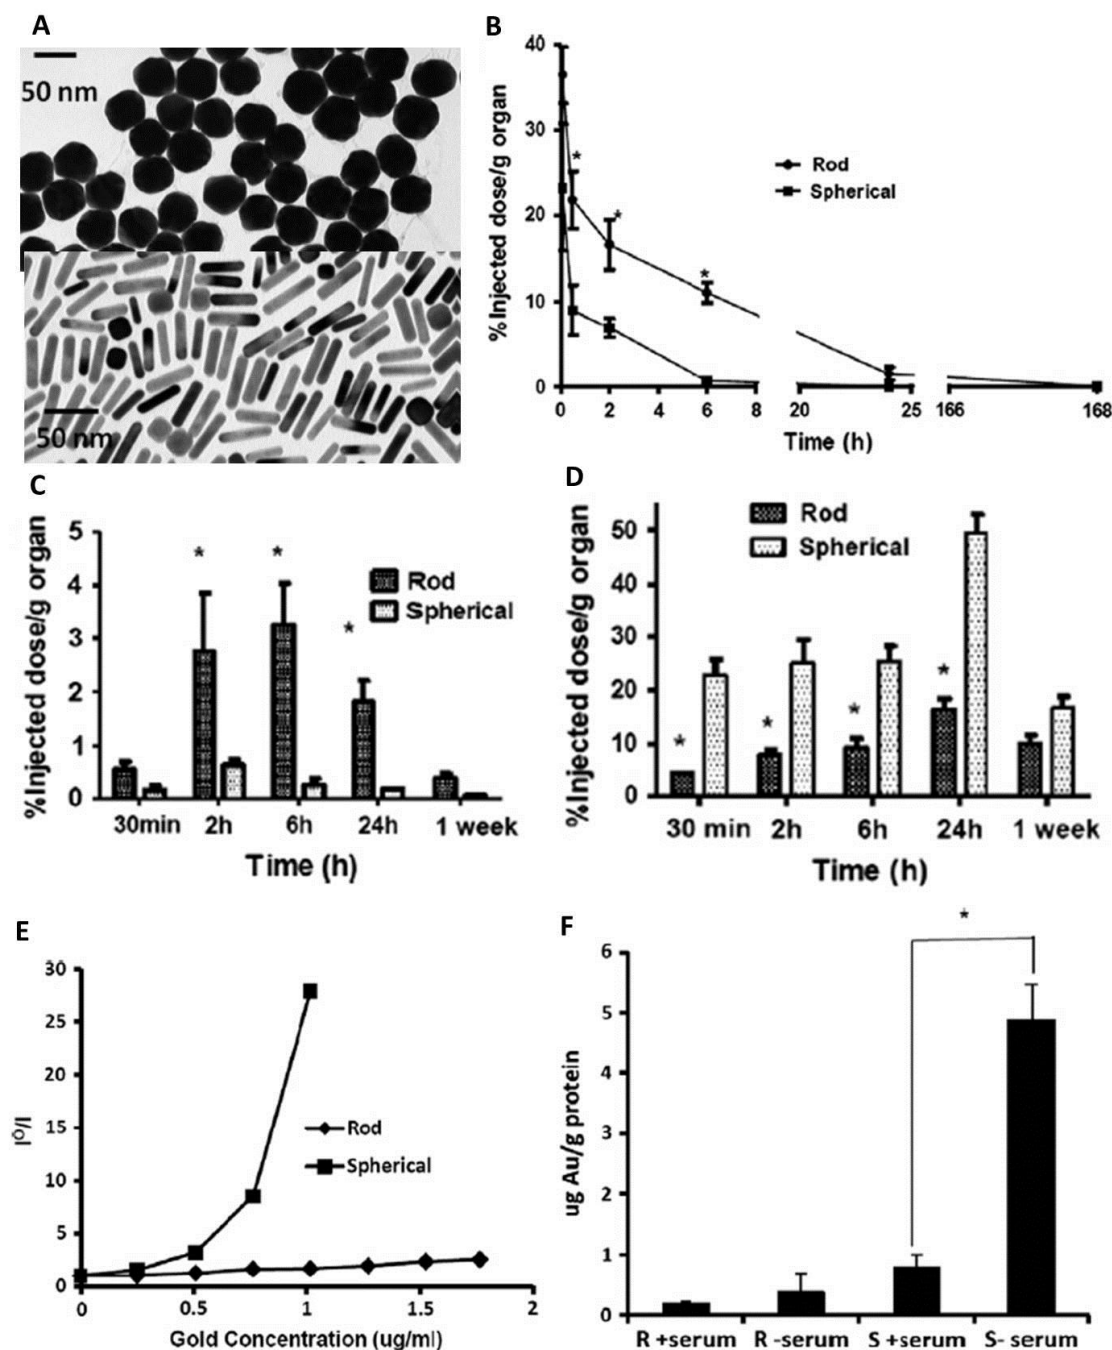 A
50 nm
50 nm
B
%Injected dose/g organ
40
30
20
10
0
*
*
*
Rod
Spherical
0 2 4 6 8 20 25 166 168
Time (h)
C
%Injected dose/g organ
5
4
3
2
1
0
*
*
*
Rod
Spherical
30min 2h 6h 24h 1 week
Time (h)
D
%Injected dose/g organ
50
40
30
20
10
0
*
*
*
*
Rod
Spherical
30 min 2h 6h 24h 1 week
Time (h)
E
I0/I
30
25
20
15
10
5
0
Rod
Spherical
0 0.5 1 1.5 2
Gold Concentration (ug/ml)
F
ug Au/g protein
6
5
4
3
2
1
0
*
R +serum R -serum S +serum S- serum